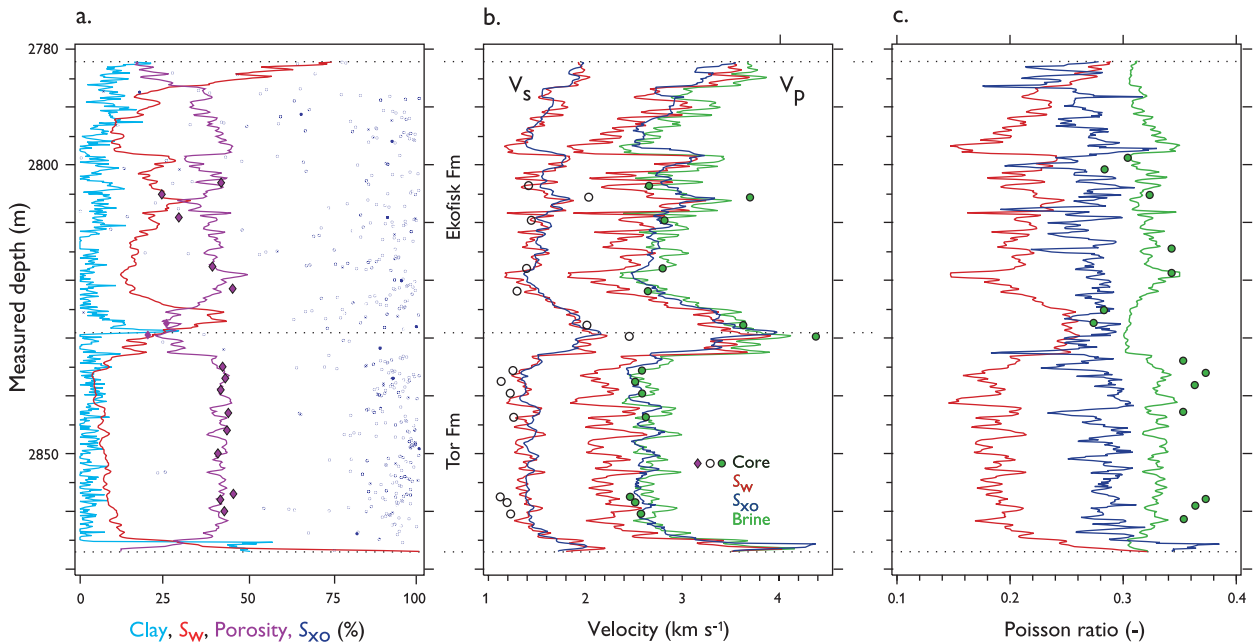 a.
b.
c.
2780
2800
2850
Measured depth (m)
0
25
50
75
100
Clay, Sw, Porosity, Sxo (%)
Ekofisk Fm
Tor Fm
Vs
Vp
Core
Sw
Sxo
Brine
1
2
3
4
Velocity (km s-1)
0.1
0.2
0.3
0.4
Poisson ratio (-)